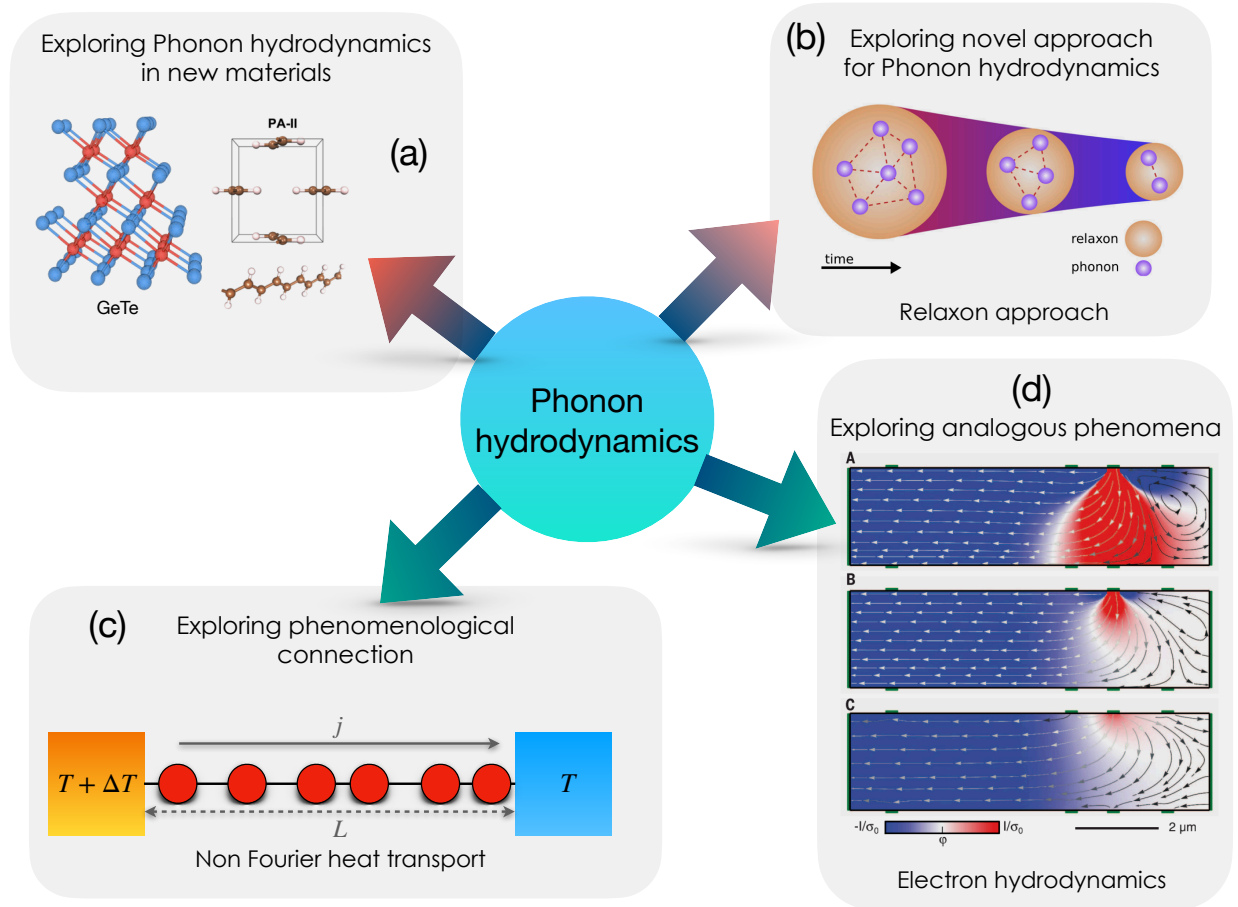 Exploring Phonon hydrodynamics
in new materials
(a)
PA-II
GeTe
(b)
Exploring novel approach
for Phonon hydrodynamics
relaxon
phonon
time
Relaxon approach
Phonon
hydrodynamics
(c)
Exploring phenomenological
connection
j
T + ΔT
T
L
Non Fourier heat transport
(d)
Exploring analogous phenomena
A
B
C
-I/σ₀
I/σ₀
φ
2 μm
Electron hydrodynamics